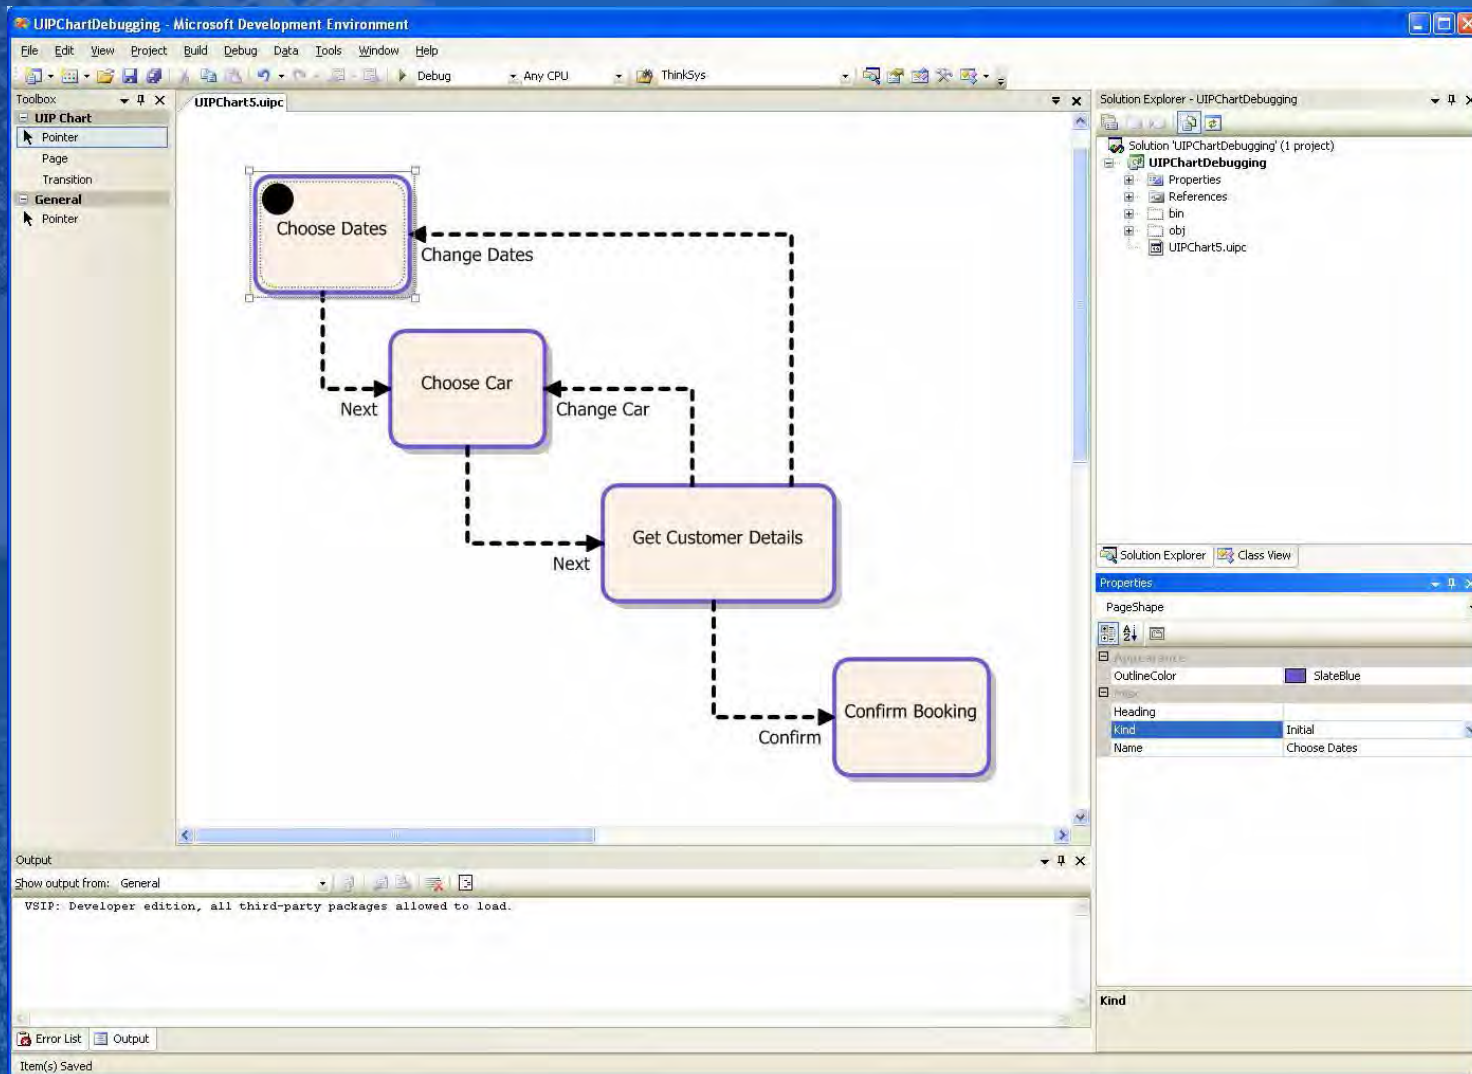 UIPChartDebugging - Microsoft Development Environment
File Edit View Project Build Debug Data Tools Window Help
Debug Any CPU ThinkSys
Toolbox
UIP Chart
Pointer
Page
Transition
General
Pointer
UIPChart5.uipc
Choose Dates
Change Dates
Choose Car
Next
Change Car
Get Customer Details
Next
Confirm Booking
Confirm
Solution Explorer - UIPChartDebugging
Solution 'UIPChartDebugging' (1 project)
UIPChartDebugging
Properties
References
bin
obj
UIPChart5.uipc
Solution Explorer Class View
Properties
PageShape
Appearance
OutlineColor SlateBlue
Misc
Heading
Kind Initial
Name Choose Dates
Kind
Output
Show output from: General
VSIP: Developer edition, all third-party packages allowed to load.
Error List Output
Item(s) Saved